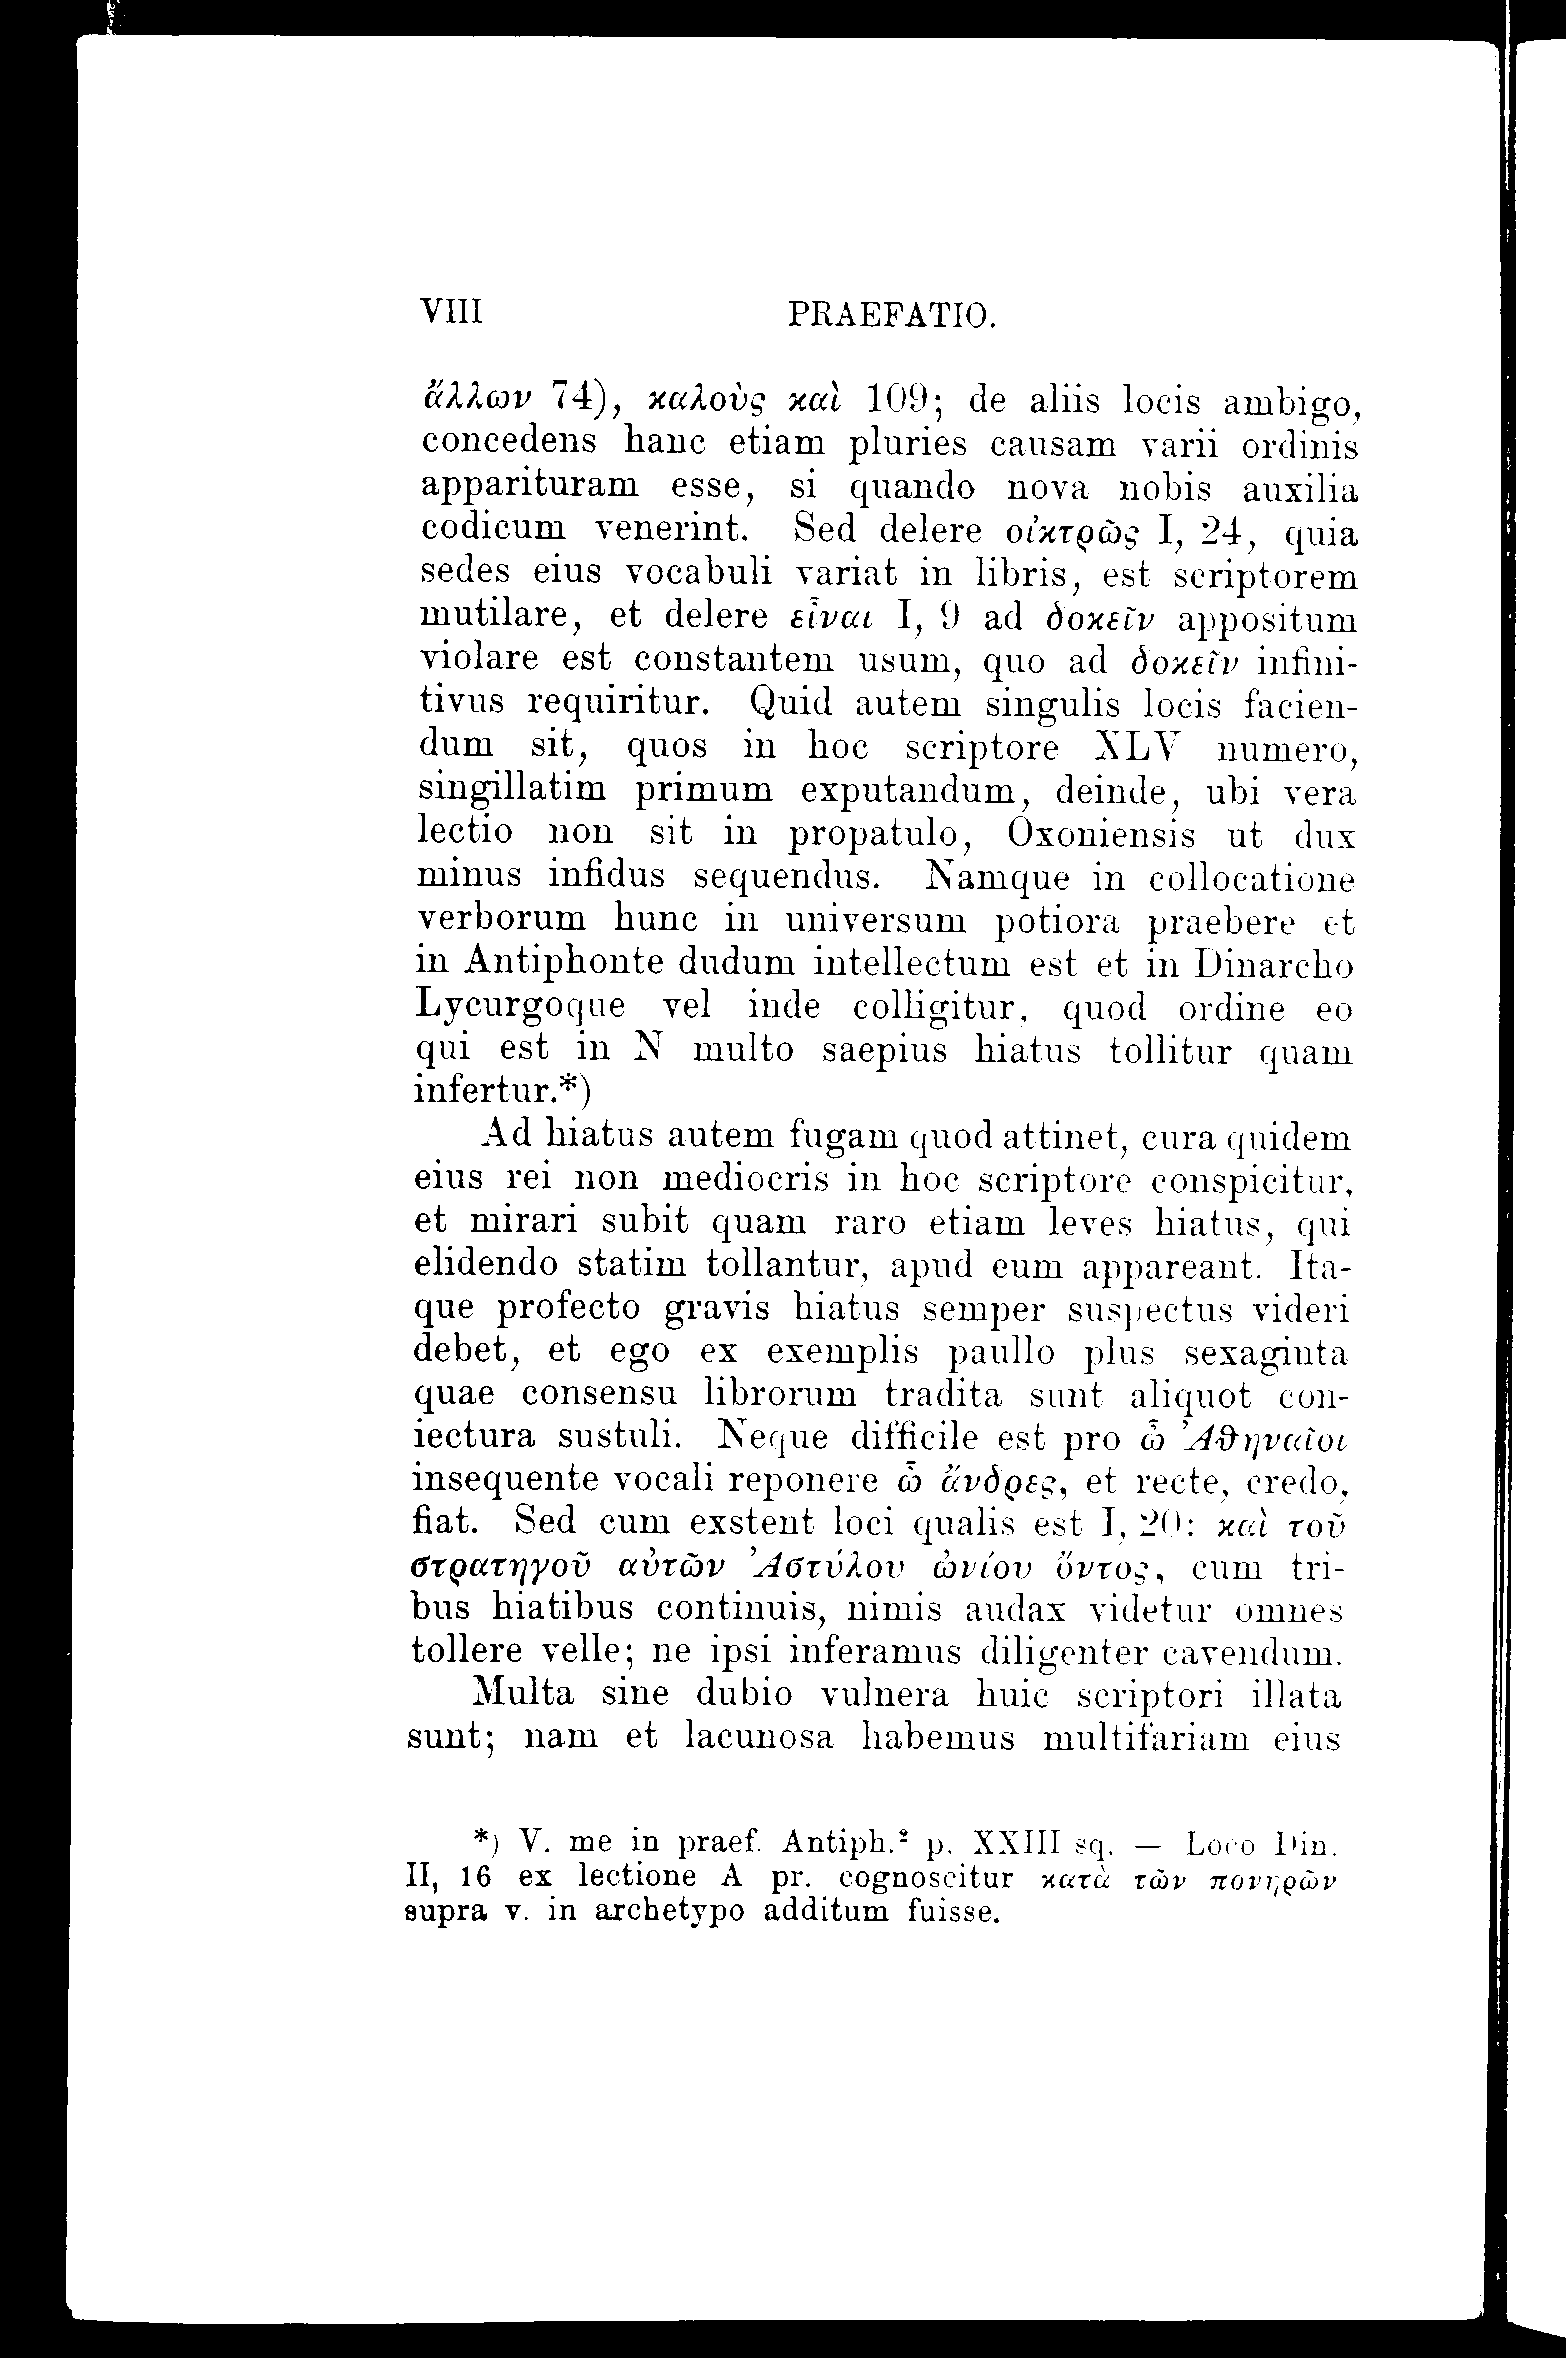 VIII PRAEFATIO.
ἄλλων 74), καλοὺς καὶ 109; de aliis locis ambigo,
concedens hanc etiam pluries causam varii ordinis
apparituram esse, si quando nova nobis auxilia
codicum venerint. Sed delere οἰκτρῶς I, 24, quia
sedes eius vocabuli variat in libris, est scriptorem
mutilare, et delere εἶναι I, 9 ad δοκεῖν appositum
violare est constantem usum, quo ad δοκεῖν infini-
tivus requiritur. Quid autem singulis locis facien-
dum sit, quos in hoc scriptore XLV numero,
singillatim primum exputandum, deinde, ubi vera
lectio non sit in propatulo, Oxoniensis ut dux
minus infidus sequendus. Namque in collocatione
verborum hunc in universum potiora praebere et
in Antiphonte dudum intellectum est et in Dinarcho
Lycurgoque vel inde colligitur, quod ordine eo
qui est in N multo saepius hiatus tollitur quam
infertur.*)
Ad hiatus autem fugam quod attinet, cura quidem
eius rei non mediocris in hoc scriptore conspicitur,
et mirari subit quam raro etiam leves hiatus, qui
elidendo statim tollantur, apud eum appareant. Ita-
que profecto gravis hiatus semper suspectus videri
debet, et ego ex exemplis paullo plus sexaginta
quae consensu librorum tradita sunt aliquot con-
iectura sustuli. Neque difficile est pro ὦ Ἀθηναῖοι
insequente vocali reponere ὦ ἄνδρες, et recte, credo,
fiat. Sed cum exstent loci qualis est I, 20: καὶ τοῦ
στρατηγοῦ αὐτῶν Ἀστύλου ὠνίου ὄντος, cum tri-
bus hiatibus continuis, nimis audax videtur omnes
tollere velle; ne ipsi inferamus diligenter cavendum.
Multa sine dubio vulnera huic scriptori illata
sunt; nam et lacunosa habemus multifariam eius
*) V. me in praef. Antiph.² p. XXIII sq. — Loco Din.
II, 16 ex lectione A pr. cognoscitur κατὰ τῶν πονηρῶν
supra v. in archetypo additum fuisse.